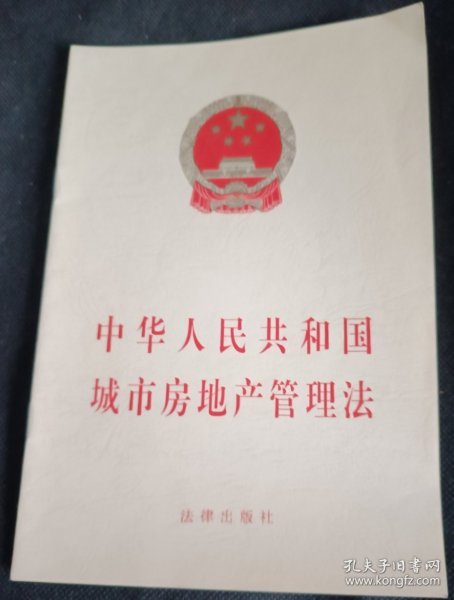 中华人民共和国
城市房地产管理法
法律出版社
孔夫子旧书网
www.kongfz.com